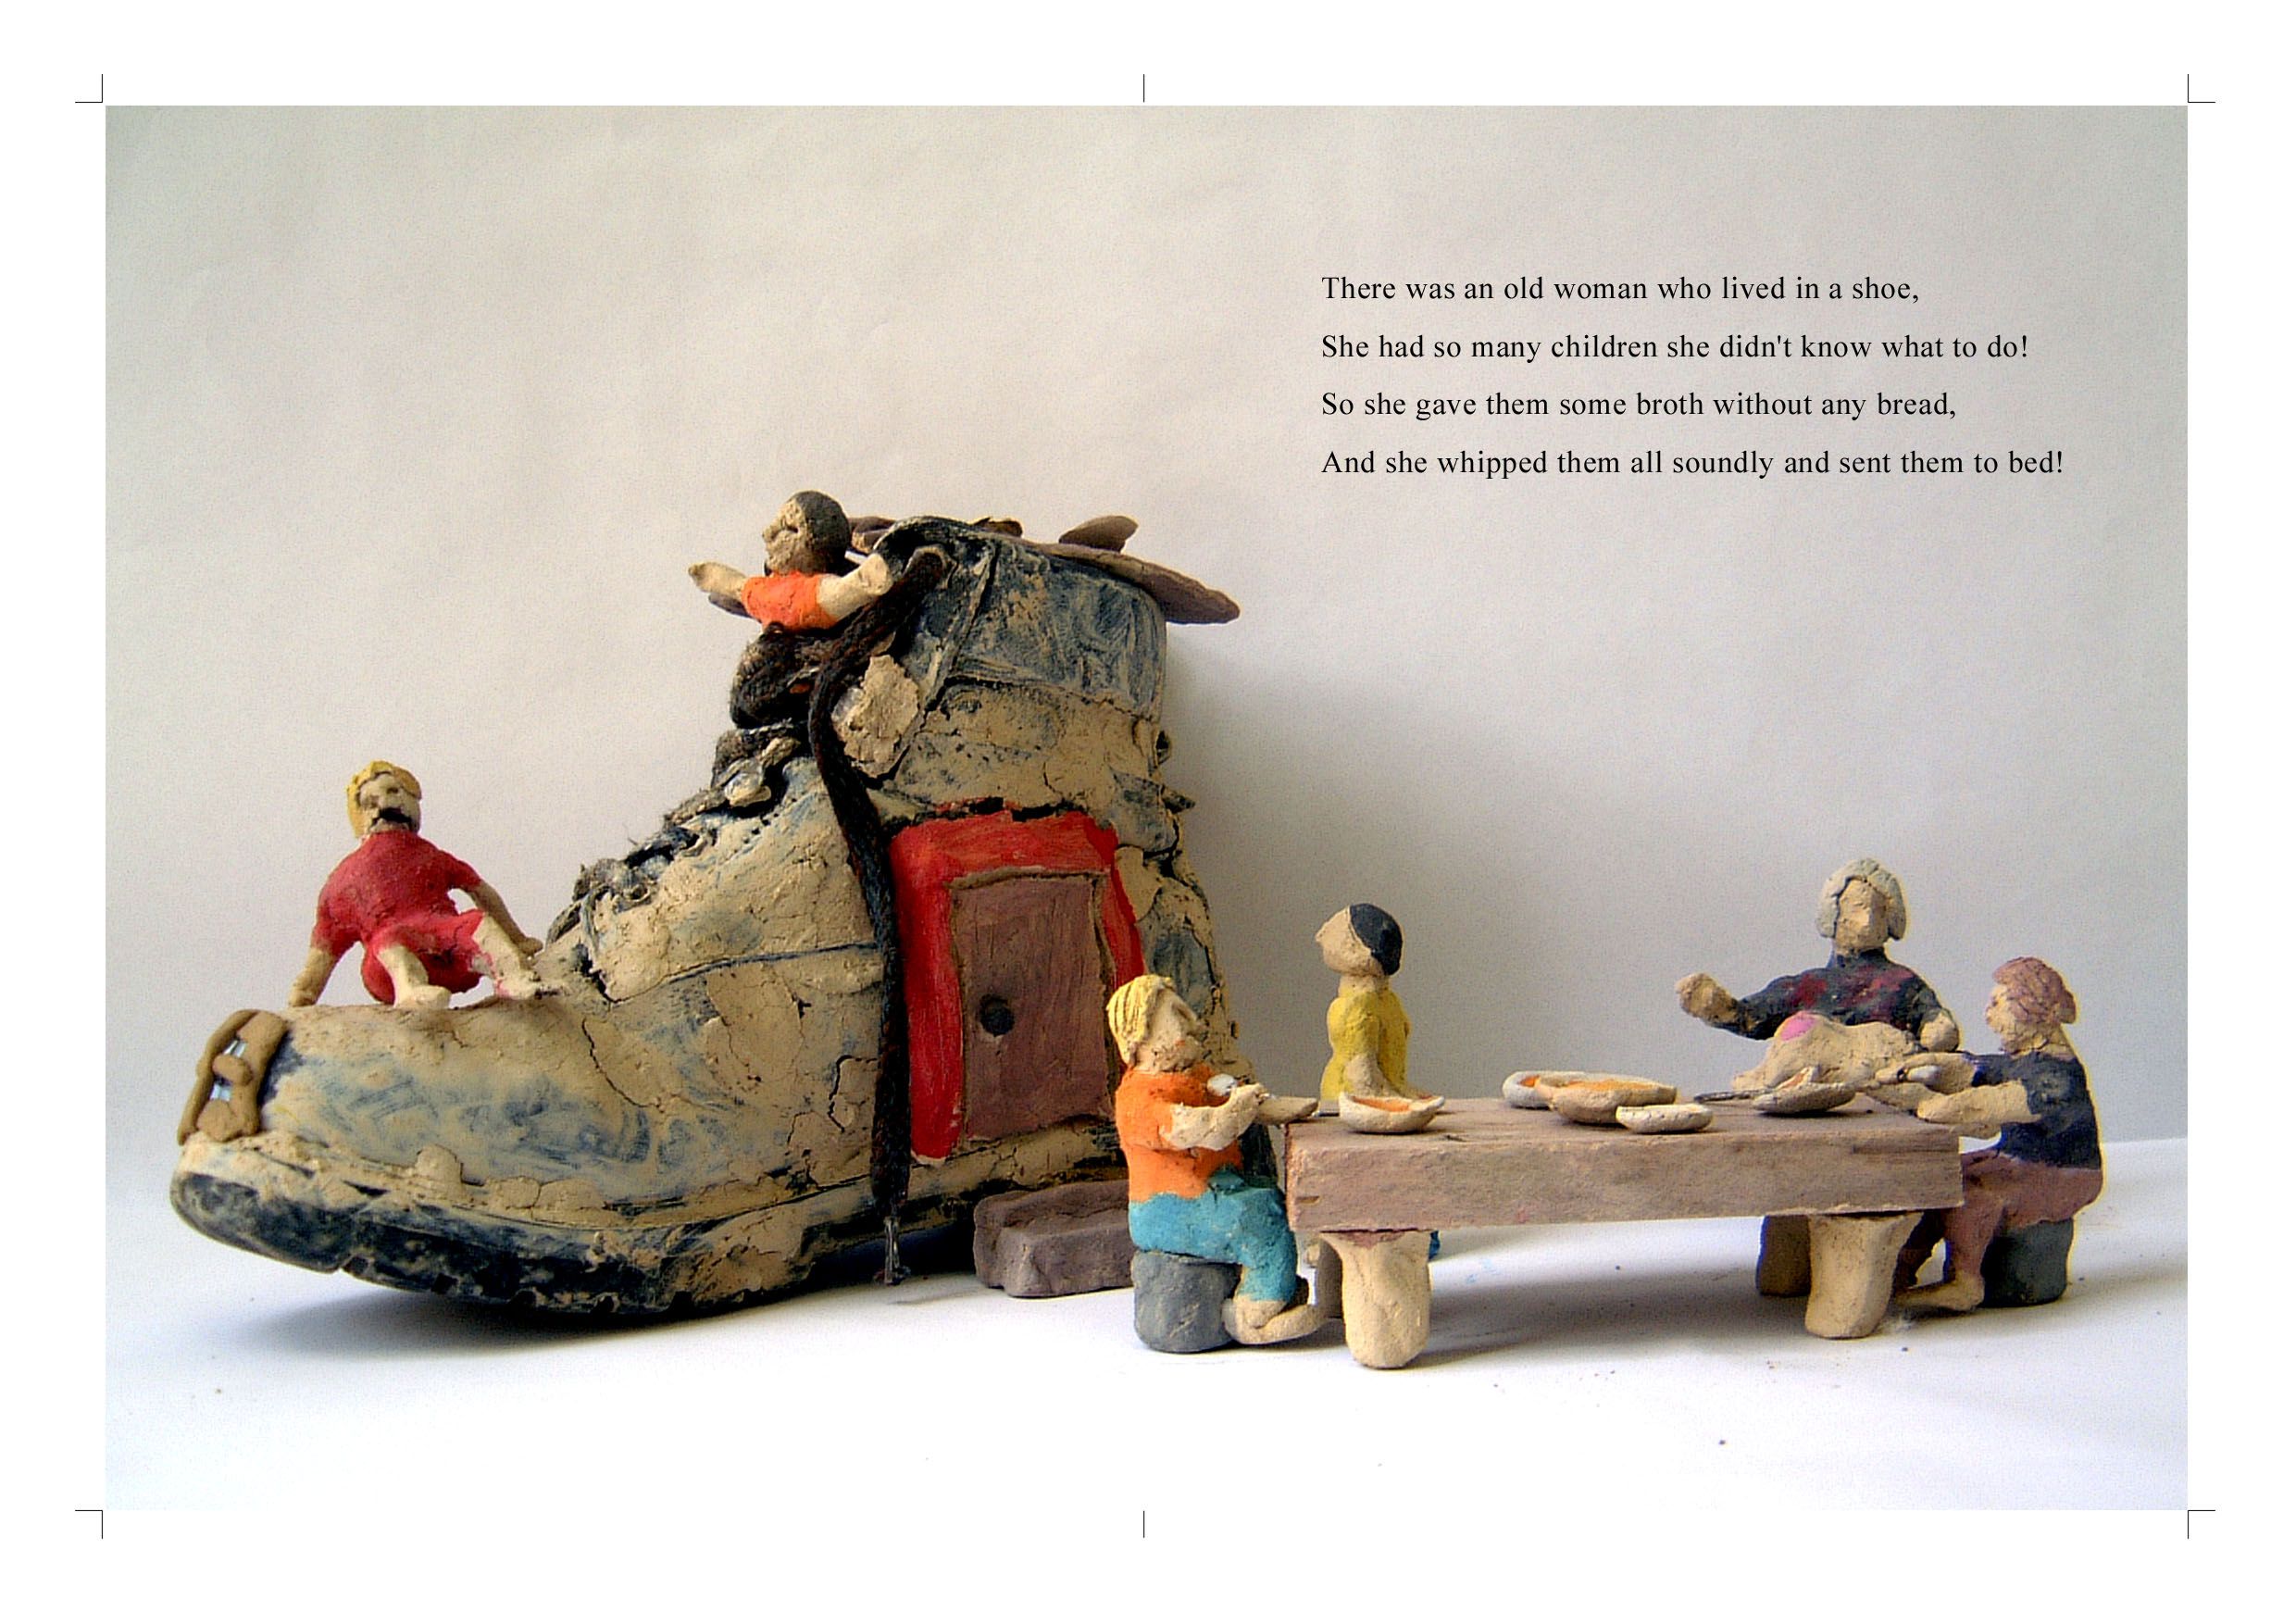 There was an old woman who lived in a shoe,
She had so many children she didn't know what to do!
So she gave them some broth without any bread,
And she whipped them all soundly and sent them to bed!